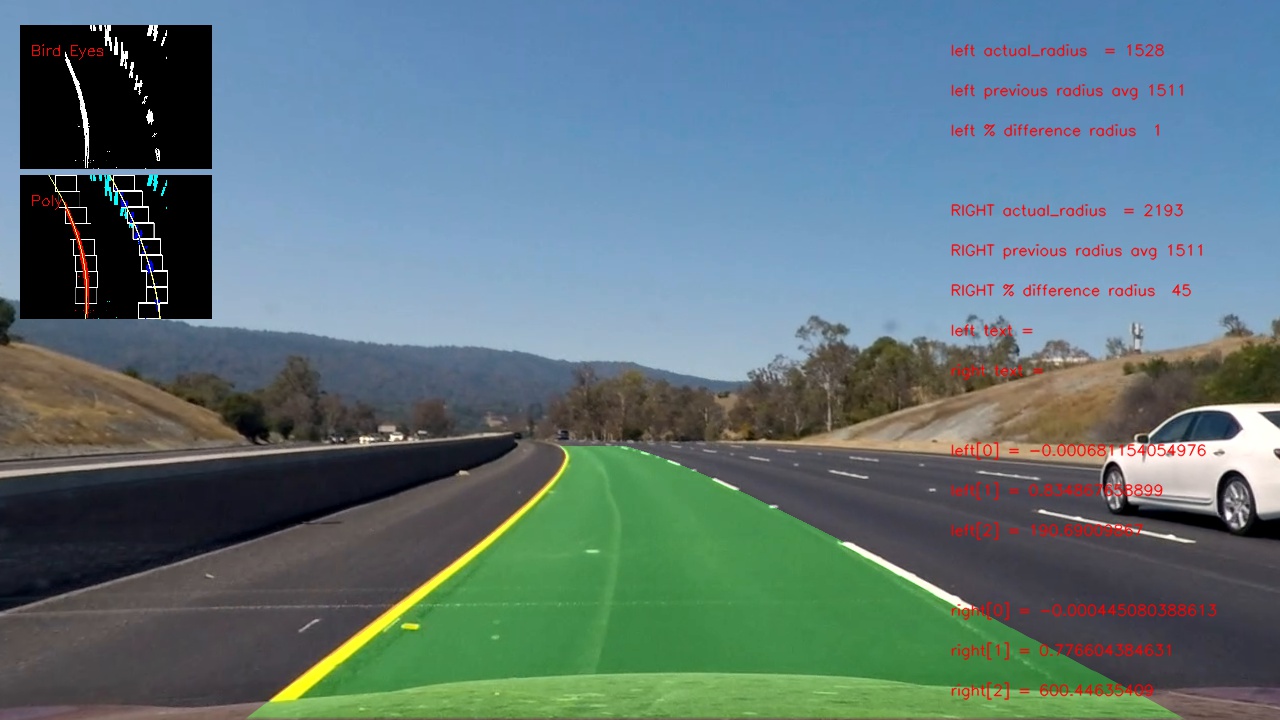 Bird Eyes
Poly
left actual_radius = 1528
left previous radius avg 1511
left % difference radius 1
RIGHT actual_radius = 2193
RIGHT previous radius avg 1511
RIGHT % difference radius 45
left text =
right text =
left[0] = -0.000681154054976
left[1] = 0.834867658899
left[2] = 190.69009867
right[0] = -0.000445080388613
right[1] = 0.776604384631
right[2] = 600.44635409